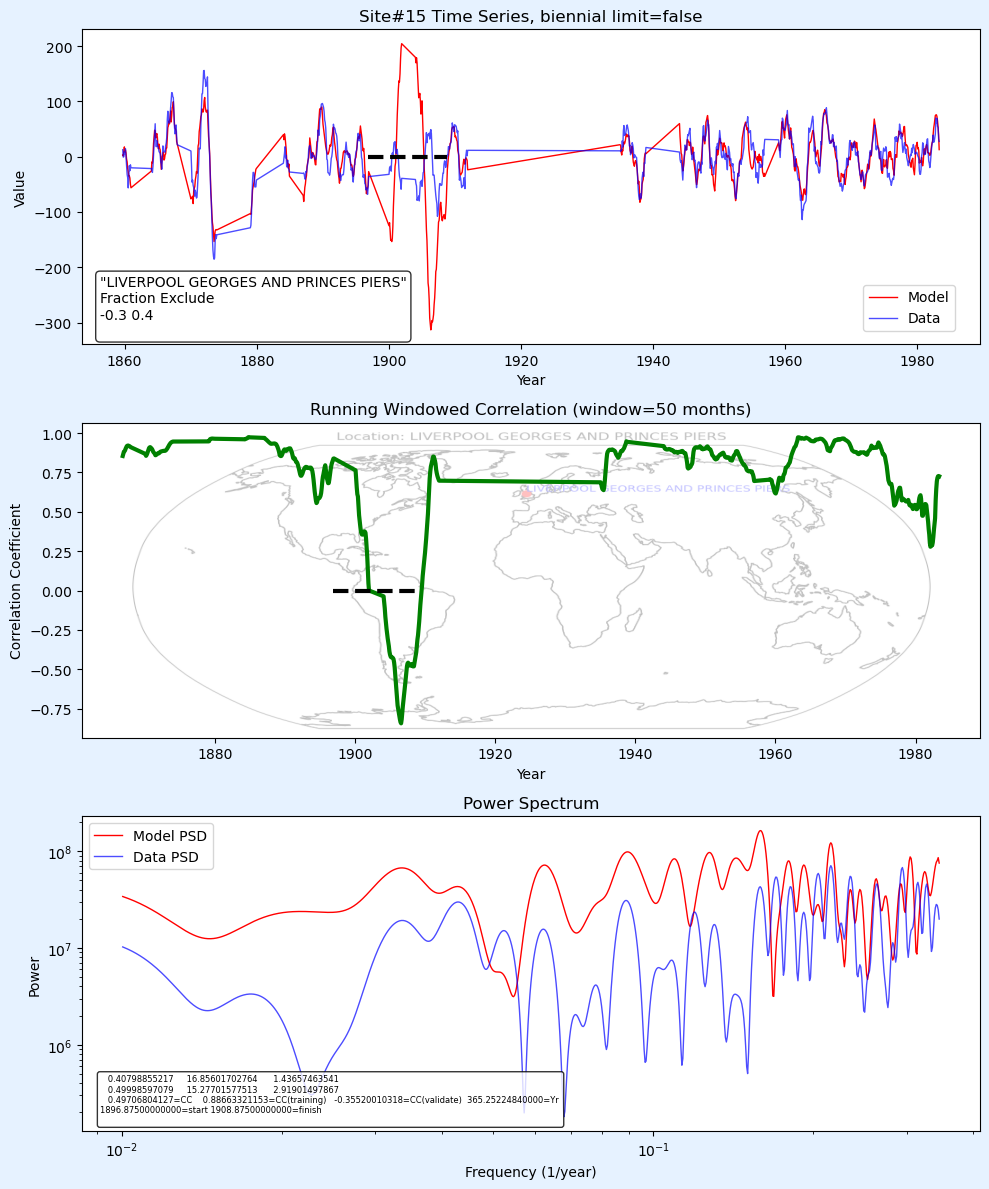 Site#15 Time Series, biennial limit=false
200
100
0
−100
−200
−300
Value
"LIVERPOOL GEORGES AND PRINCES PIERS"
Fraction Exclude
-0.3 0.4
Model
Data
1860
1880
1900
1920
1940
1960
1980
Year
Running Windowed Correlation (window=50 months)
Location: LIVERPOOL GEORGES AND PRINCES PIERS
LIVERPOOL GEORGES AND PRINCES PIERS
1.00
0.75
0.50
0.25
0.00
−0.25
−0.50
−0.75
Correlation Coefficient
1880
1900
1920
1940
1960
1980
Year
Power Spectrum
Model PSD
Data PSD
10⁸
10⁷
10⁶
Power
0.40798855217 16.85601702764 1.43657463541
0.49998597079 15.27701577513 2.91901497867
0.49706804127=CC 0.88663321153=CC(training) -0.35520010318=CC(validate) 365.25224840000=Yr
1896.87500000000=start 1908.87500000000=finish
10⁻²
10⁻¹
Frequency (1/year)